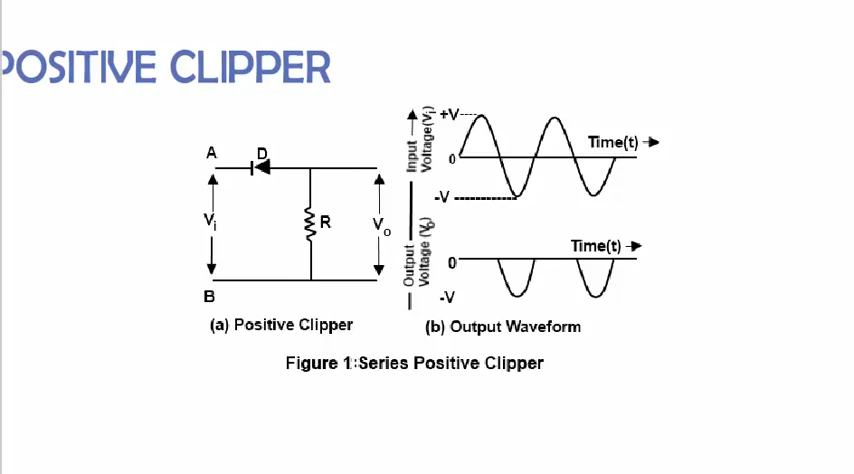 POSITIVE CLIPPER
A D
Vi R Vo
B
(a) Positive Clipper
Input Voltage(Vi)
+V
0
-V
Time(t)
Output Voltage (Vo)
0
-V
Time(t)
(b) Output Waveform
Figure 1:Series Positive Clipper